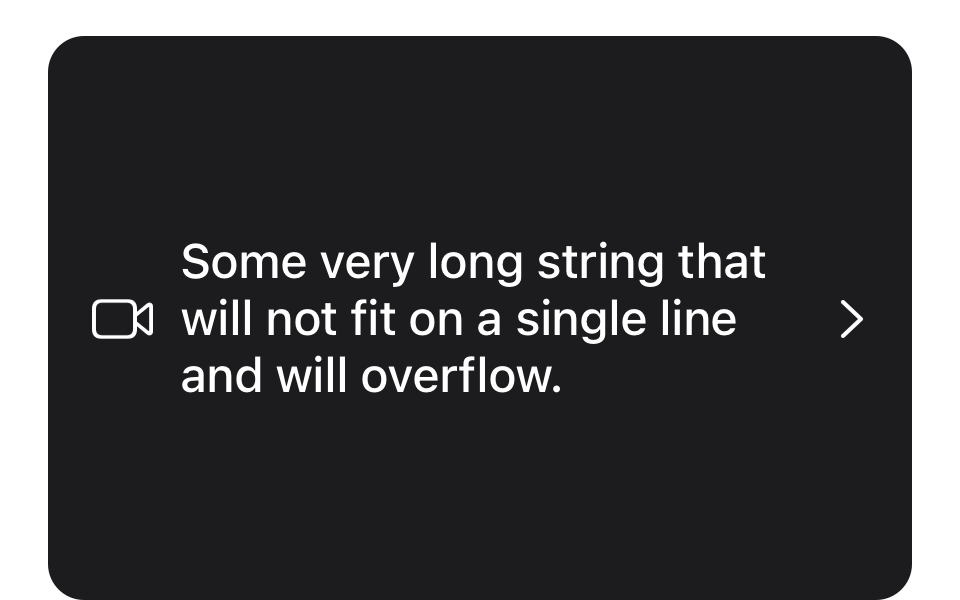 Some very long string that
will not fit on a single line
and will overflow.